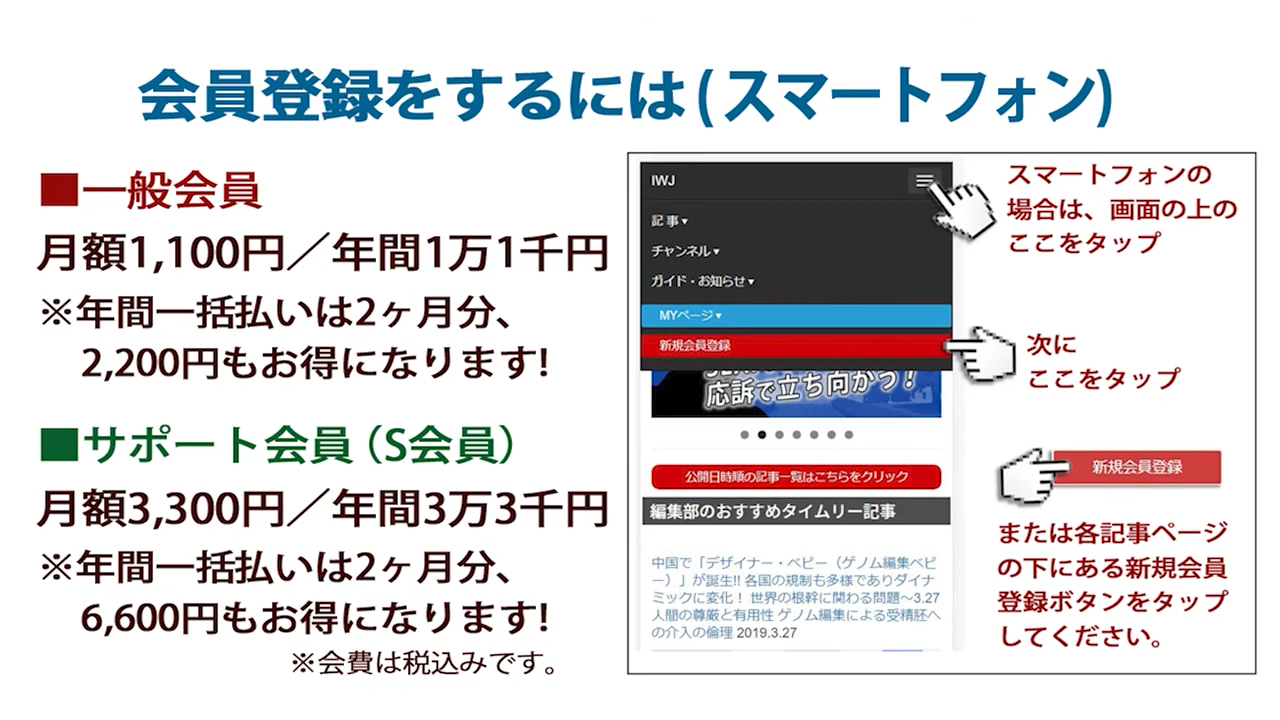 会員登録をするには(スマートフォン)
■一般会員
月額1,100円／年間1万1千円
※年間一括払いは2ヶ月分、
2,200円もお得になります!
■サポート会員（S会員）
月額3,300円／年間3万3千円
※年間一括払いは2ヶ月分、
6,600円もお得になります!
※会費は税込みです。
IWJ
記事▾
チャンネル▾
ガイド・お知らせ▾
MYページ▾
新規会員登録
応訴で立ち向かう！
公開日時順の記事一覧はこちらをクリック
編集部のおすすめタイムリー記事
中国で「デザイナー・ベビー（ゲノム編集ベビ
ー）」が誕生!! 各国の規制も多様でありダイナ
ミックに変化！ 世界の根幹に関わる問題～3.27
人間の尊厳と有用性 ゲノム編集による受精胚へ
の介入の倫理 2019.3.27
スマートフォンの
場合は、画面の上の
ここをタップ
次に
ここをタップ
新規会員登録
または各記事ページ
の下にある新規会員
登録ボタンをタップ
してください。